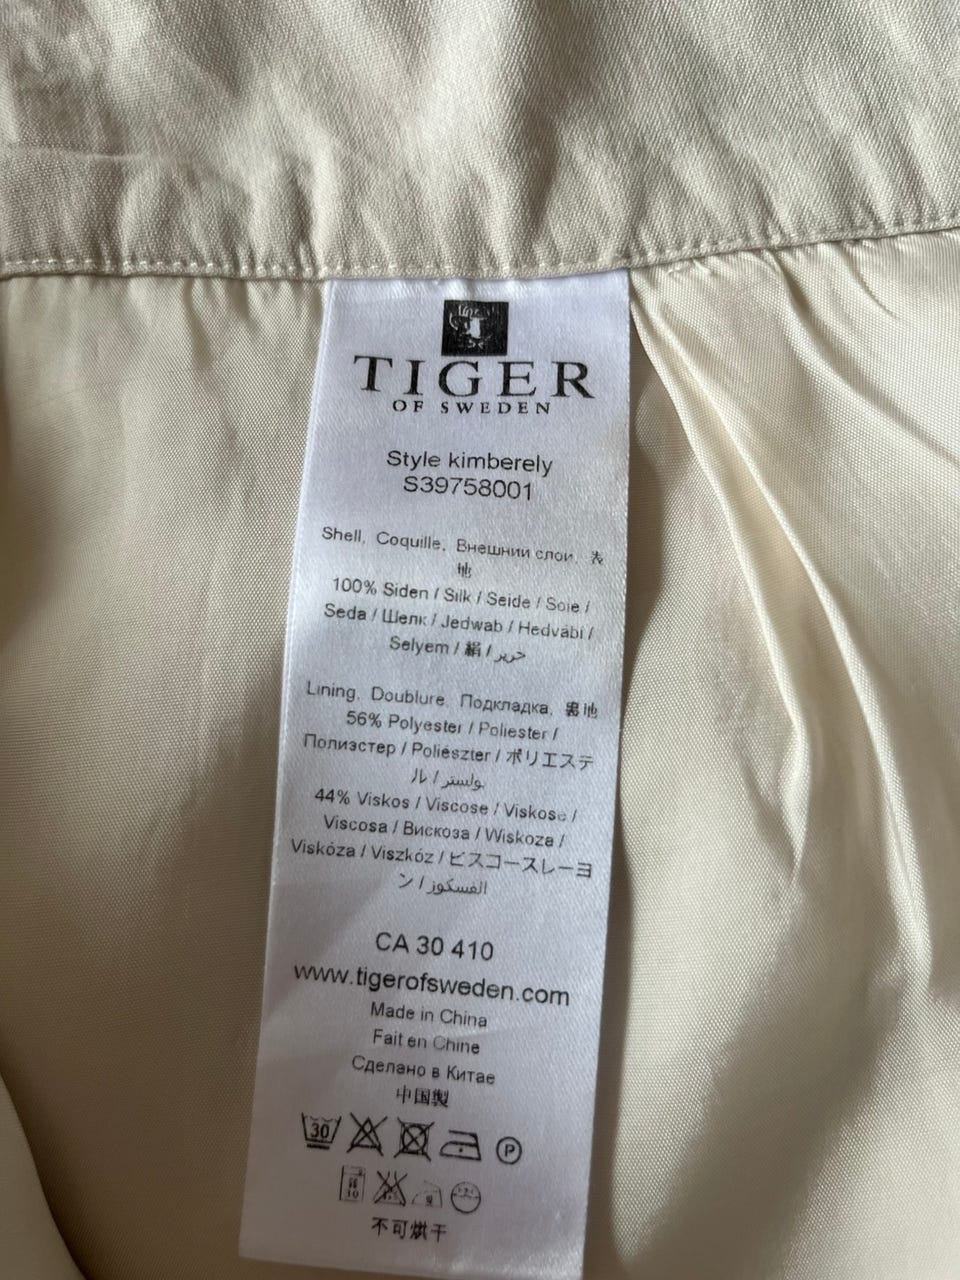 TIGER
OF SWEDEN
Style kimberely
S39758001
Shell, Coquille, Внешнии слои, 表
地
100% Siden / Silk / Seide / Soie /
Seda / Шелк / Jedwab / Hedvábí /
Selyem / 絹 / حرير
Lining, Doublure, Подкладка, 裏地
56% Polyester / Poliester /
Полиэстер / Poliészter / ポリエステ
ル / بولستر
44% Viskos / Viscose / Viskose /
Viscosa / Вискоза / Wiskoza /
Viskóza / Viszkóz / ビスコースレーヨ
ン / الفسكوز
CA 30 410
www.tigerofsweden.com
Made in China
Fait en Chine
Сделано в Китае
中国製
30 P
不可烘干